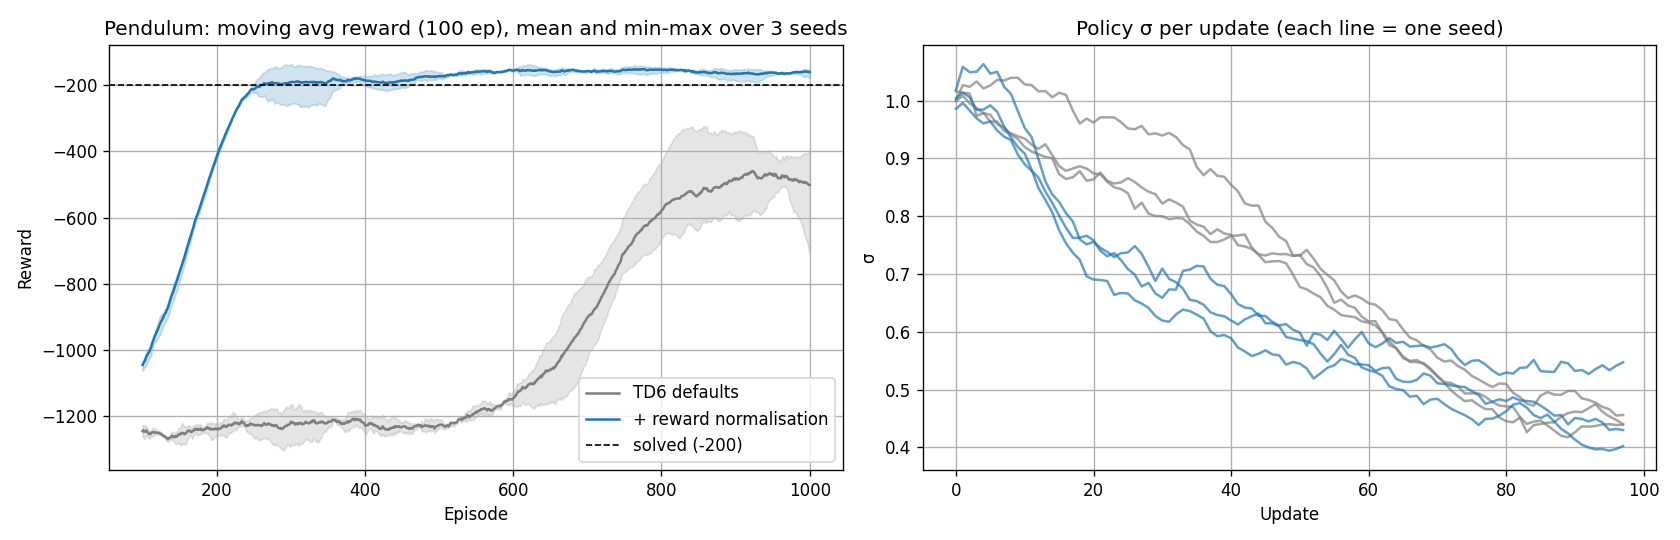 Pendulum: moving avg reward (100 ep), mean and min-max over 3 seeds
−200
−400
−600
−800
−1000
−1200
Reward
200
400
600
800
1000
Episode
TD6 defaults
+ reward normalisation
solved (-200)
Policy σ per update (each line = one seed)
1.0
0.9
0.8
0.7
0.6
0.5
0.4
σ
0
20
40
60
80
100
Update